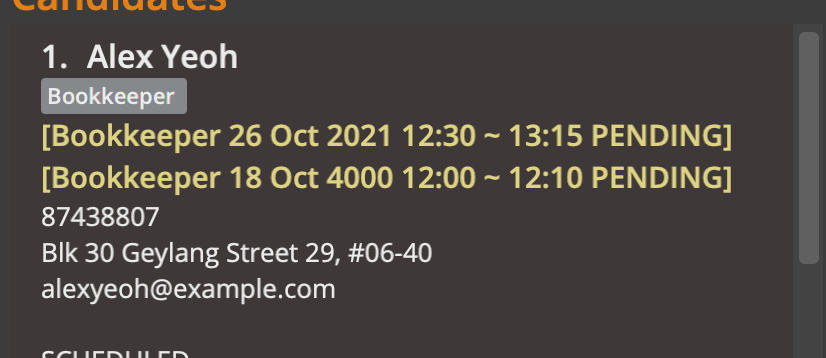 Candidates
1. Alex Yeoh
Bookkeeper
[Bookkeeper 26 Oct 2021 12:30 ~ 13:15 PENDING]
[Bookkeeper 18 Oct 4000 12:00 ~ 12:10 PENDING]
87438807
Blk 30 Geylang Street 29, #06-40
alexyeoh@example.com
SCHEDULED